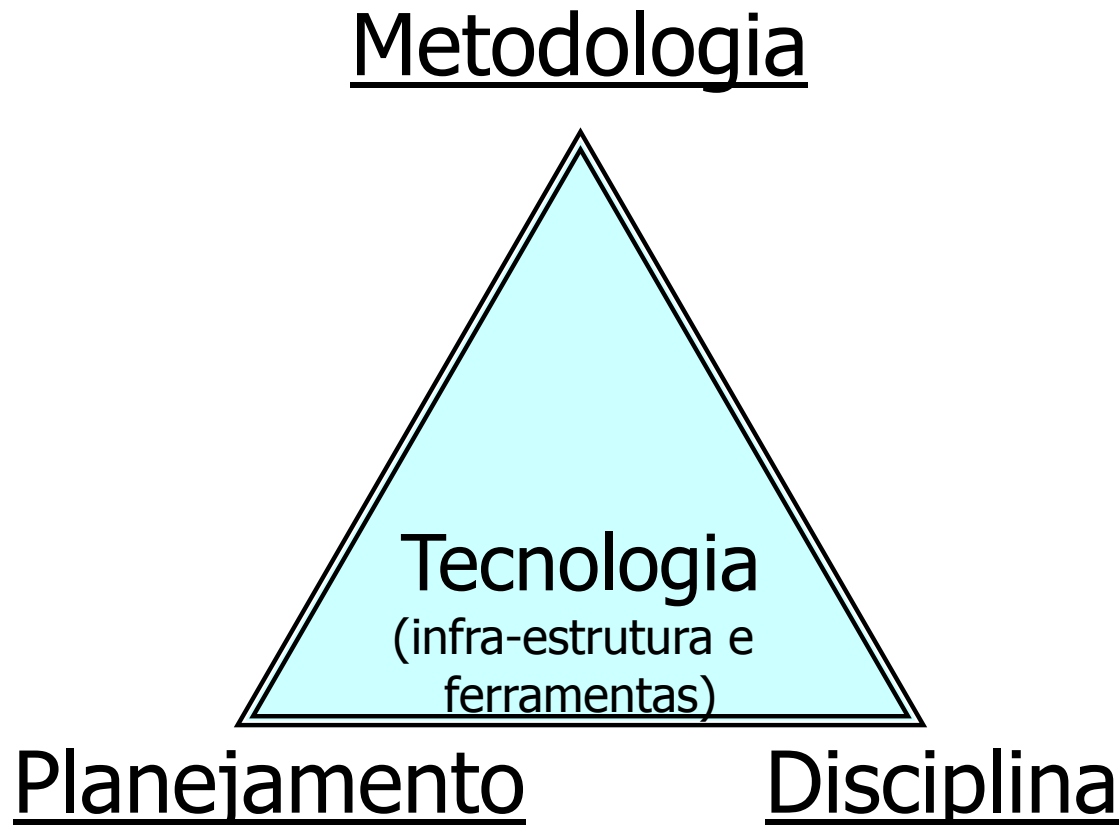 Metodologia
Tecnologia
(infra-estrutura e
ferramentas)
Planejamento
Disciplina